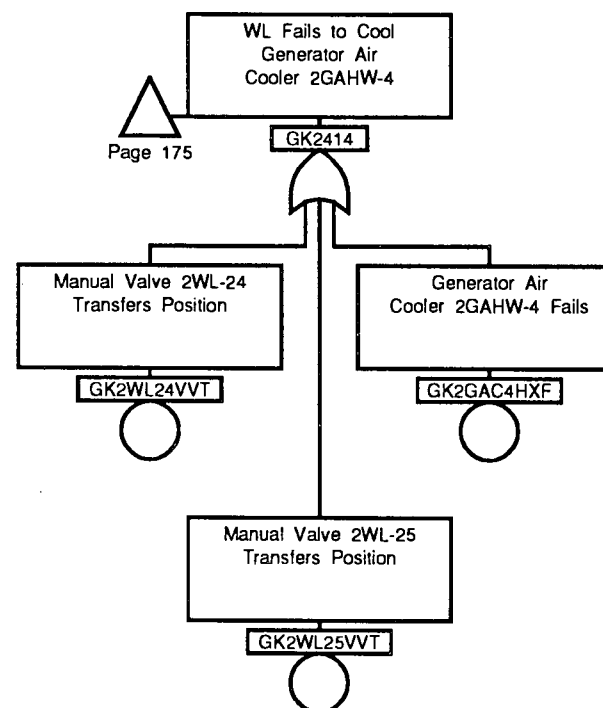 WL Fails to Cool
Generator Air
Cooler 2GAHW-4
Page 175
GK2414
Manual Valve 2WL-24
Transfers Position
GK2WL24VVT
Generator Air
Cooler 2GAHW-4 Fails
GK2GAC4HXF
Manual Valve 2WL-25
Transfers Position
GK2WL25VVT